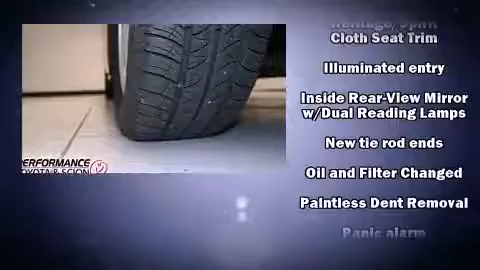 Cloth Seat Trim
Illuminated entry
Inside Rear-View Mirror
w/Dual Reading Lamps
New tie rod ends
Oil and Filter Changed
Paintless Dent Removal
Panic alarm
PERFORMANCE
TOYOTA & SCION